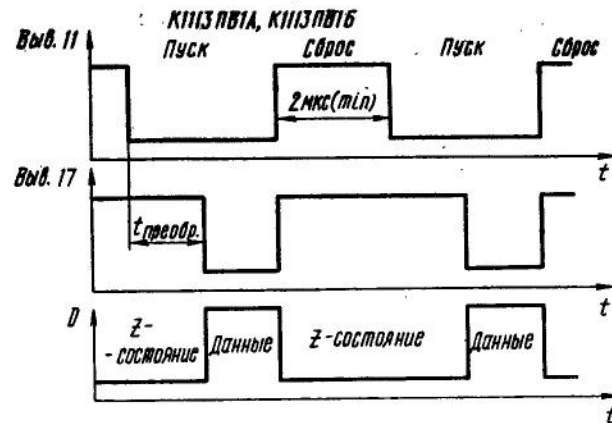 К1113ПВ1А, К1113ПВ1Б
Выв. 11
Пуск
Сброс
Пуск
Сброс
2мкс(min)
t
Выв. 17
tпреобр.
t
D
Z-
-состояние
Данные
Z-состояние
Данные
t